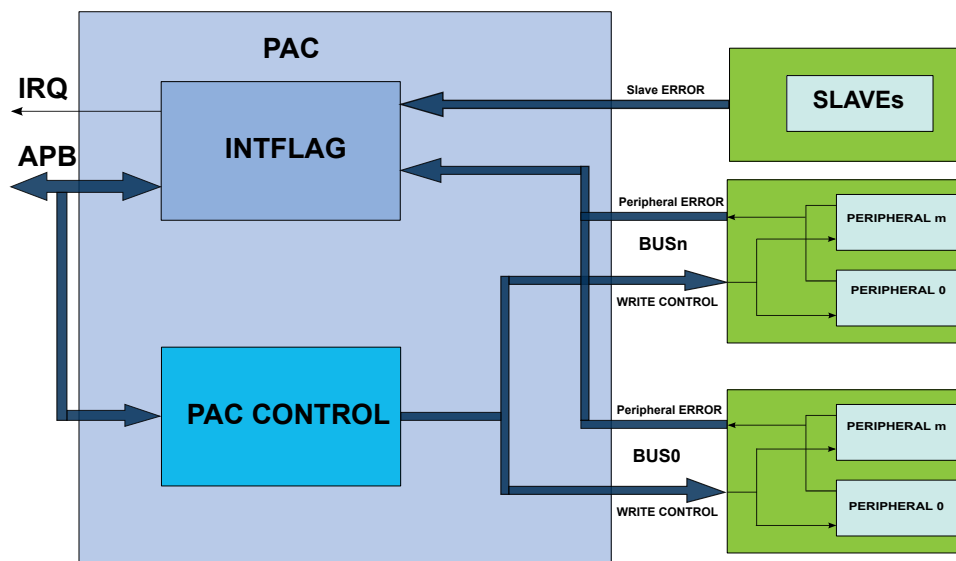 PAC
IRQ
APB
INTFLAG
Slave ERROR
SLAVEs
Peripheral ERROR
BUSn
WRITE CONTROL
PERIPHERAL m
PERIPHERAL 0
PAC CONTROL
Peripheral ERROR
BUS0
WRITE CONTROL
PERIPHERAL m
PERIPHERAL 0